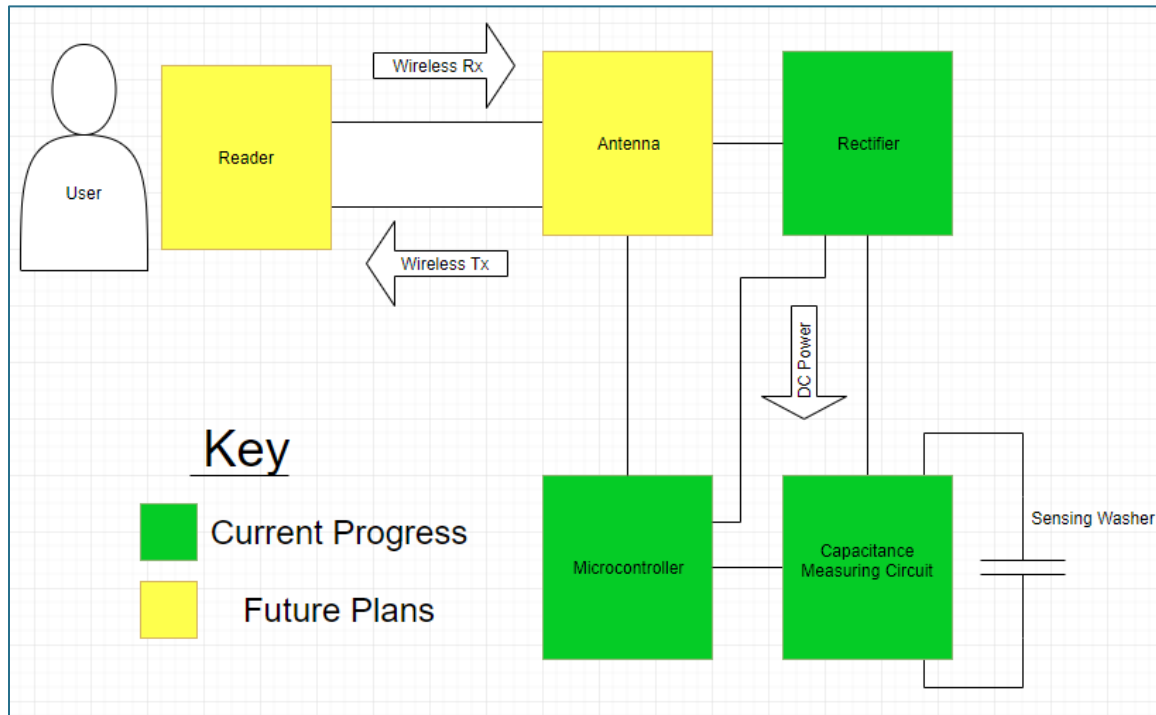 Wireless Rx
User
Reader
Antenna
Rectifier
Wireless Tx
DC Power
Key
Current Progress
Future Plans
Microcontroller
Capacitance
Measuring Circuit
Sensing Washer